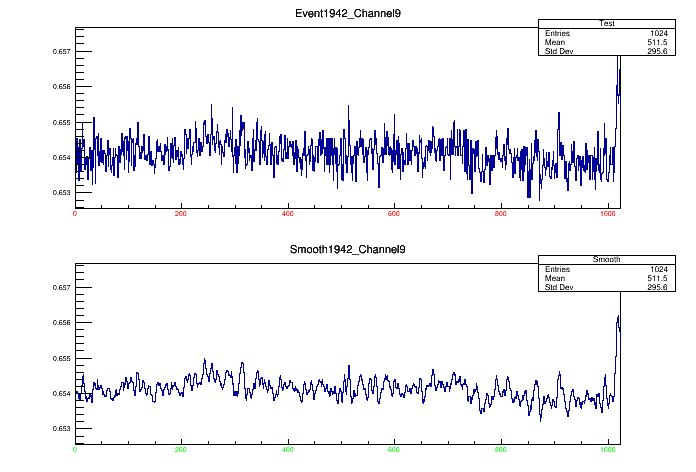 Event1942_Channel9
Test
Entries 1024
Mean 511.5
Std Dev 295.6
0.657
0.656
0.655
0.654
0.653
0 200 400 600 800 1000
Smooth1942_Channel9
Smooth
Entries 1024
Mean 511.5
Std Dev 295.6
0.657
0.656
0.655
0.654
0.653
0 200 400 600 800 1000